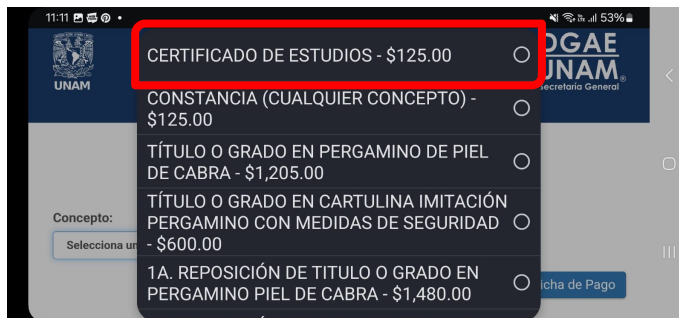 11:11
53%
UNAM
DGAE
UNAM®
Secretaría General
CERTIFICADO DE ESTUDIOS - $125.00
CONSTANCIA (CUALQUIER CONCEPTO) -
$125.00
TÍTULO O GRADO EN PERGAMINO DE PIEL
DE CABRA - $1,205.00
TÍTULO O GRADO EN CARTULINA IMITACIÓN
PERGAMINO CON MEDIDAS DE SEGURIDAD
- $600.00
1A. REPOSICIÓN DE TITULO O GRADO EN
PERGAMINO PIEL DE CABRA - $1,480.00
Concepto:
Selecciona un
icha de Pago